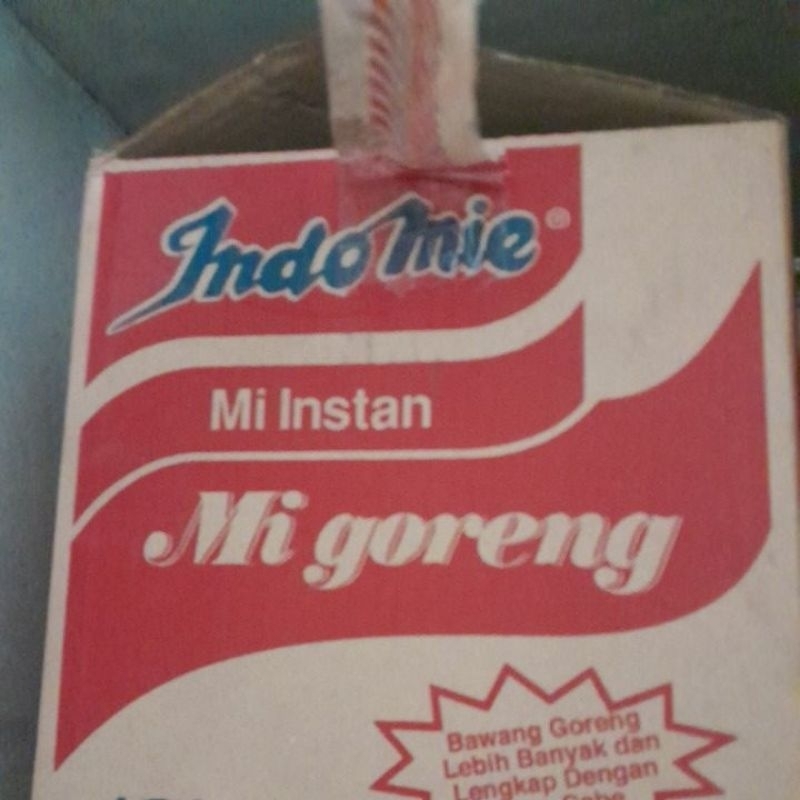 Indomie®
Mi Instan
Mi goreng
Bawang Goreng
Lebih Banyak dan
Lengkap Dengan